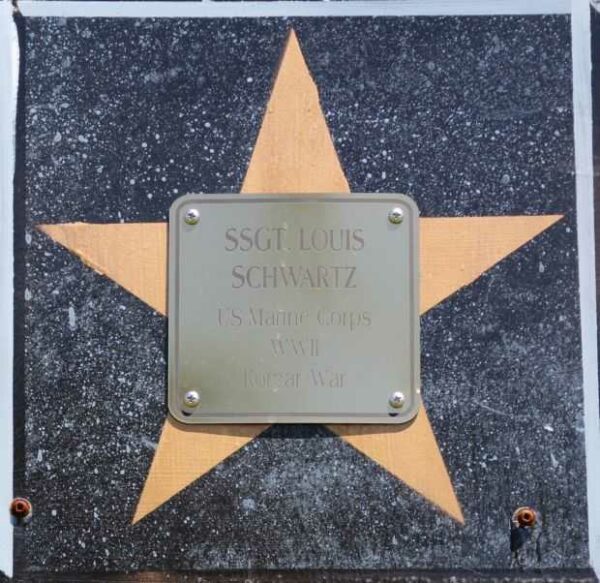 SSGT. LOUIS
SCHWARTZ
US Marine Corps
WWII
Korean War